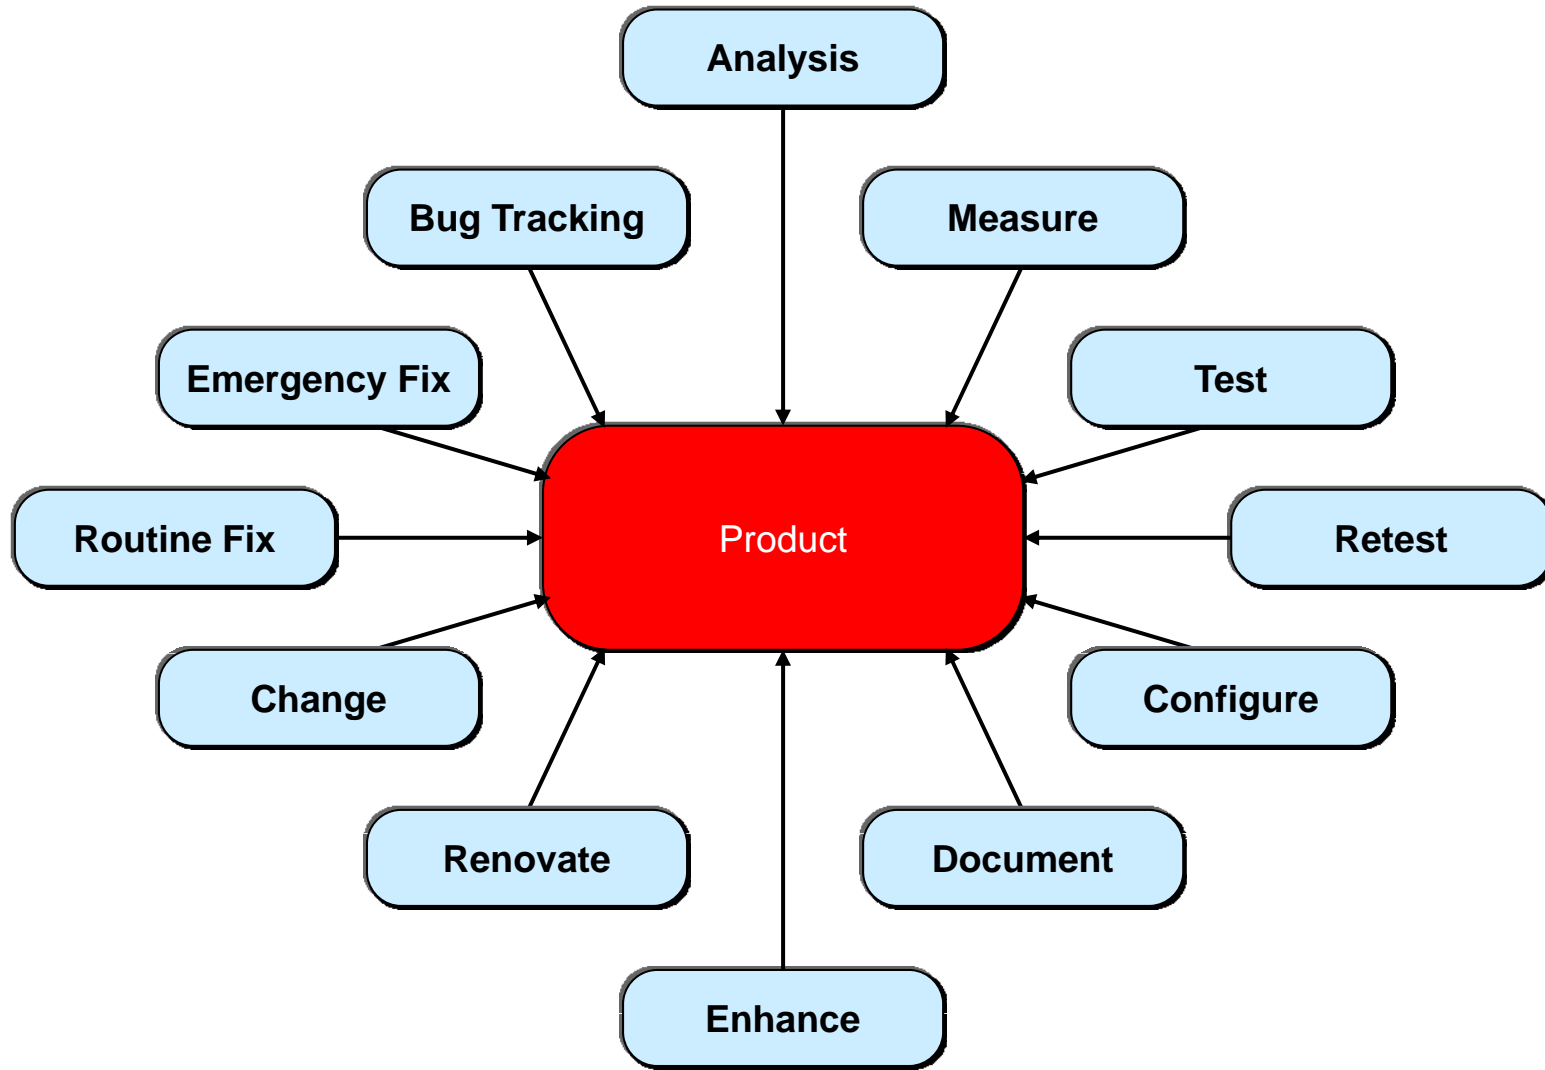 Analysis
Bug Tracking
Measure
Emergency Fix
Test
Routine Fix
Product
Retest
Change
Configure
Renovate
Document
Enhance